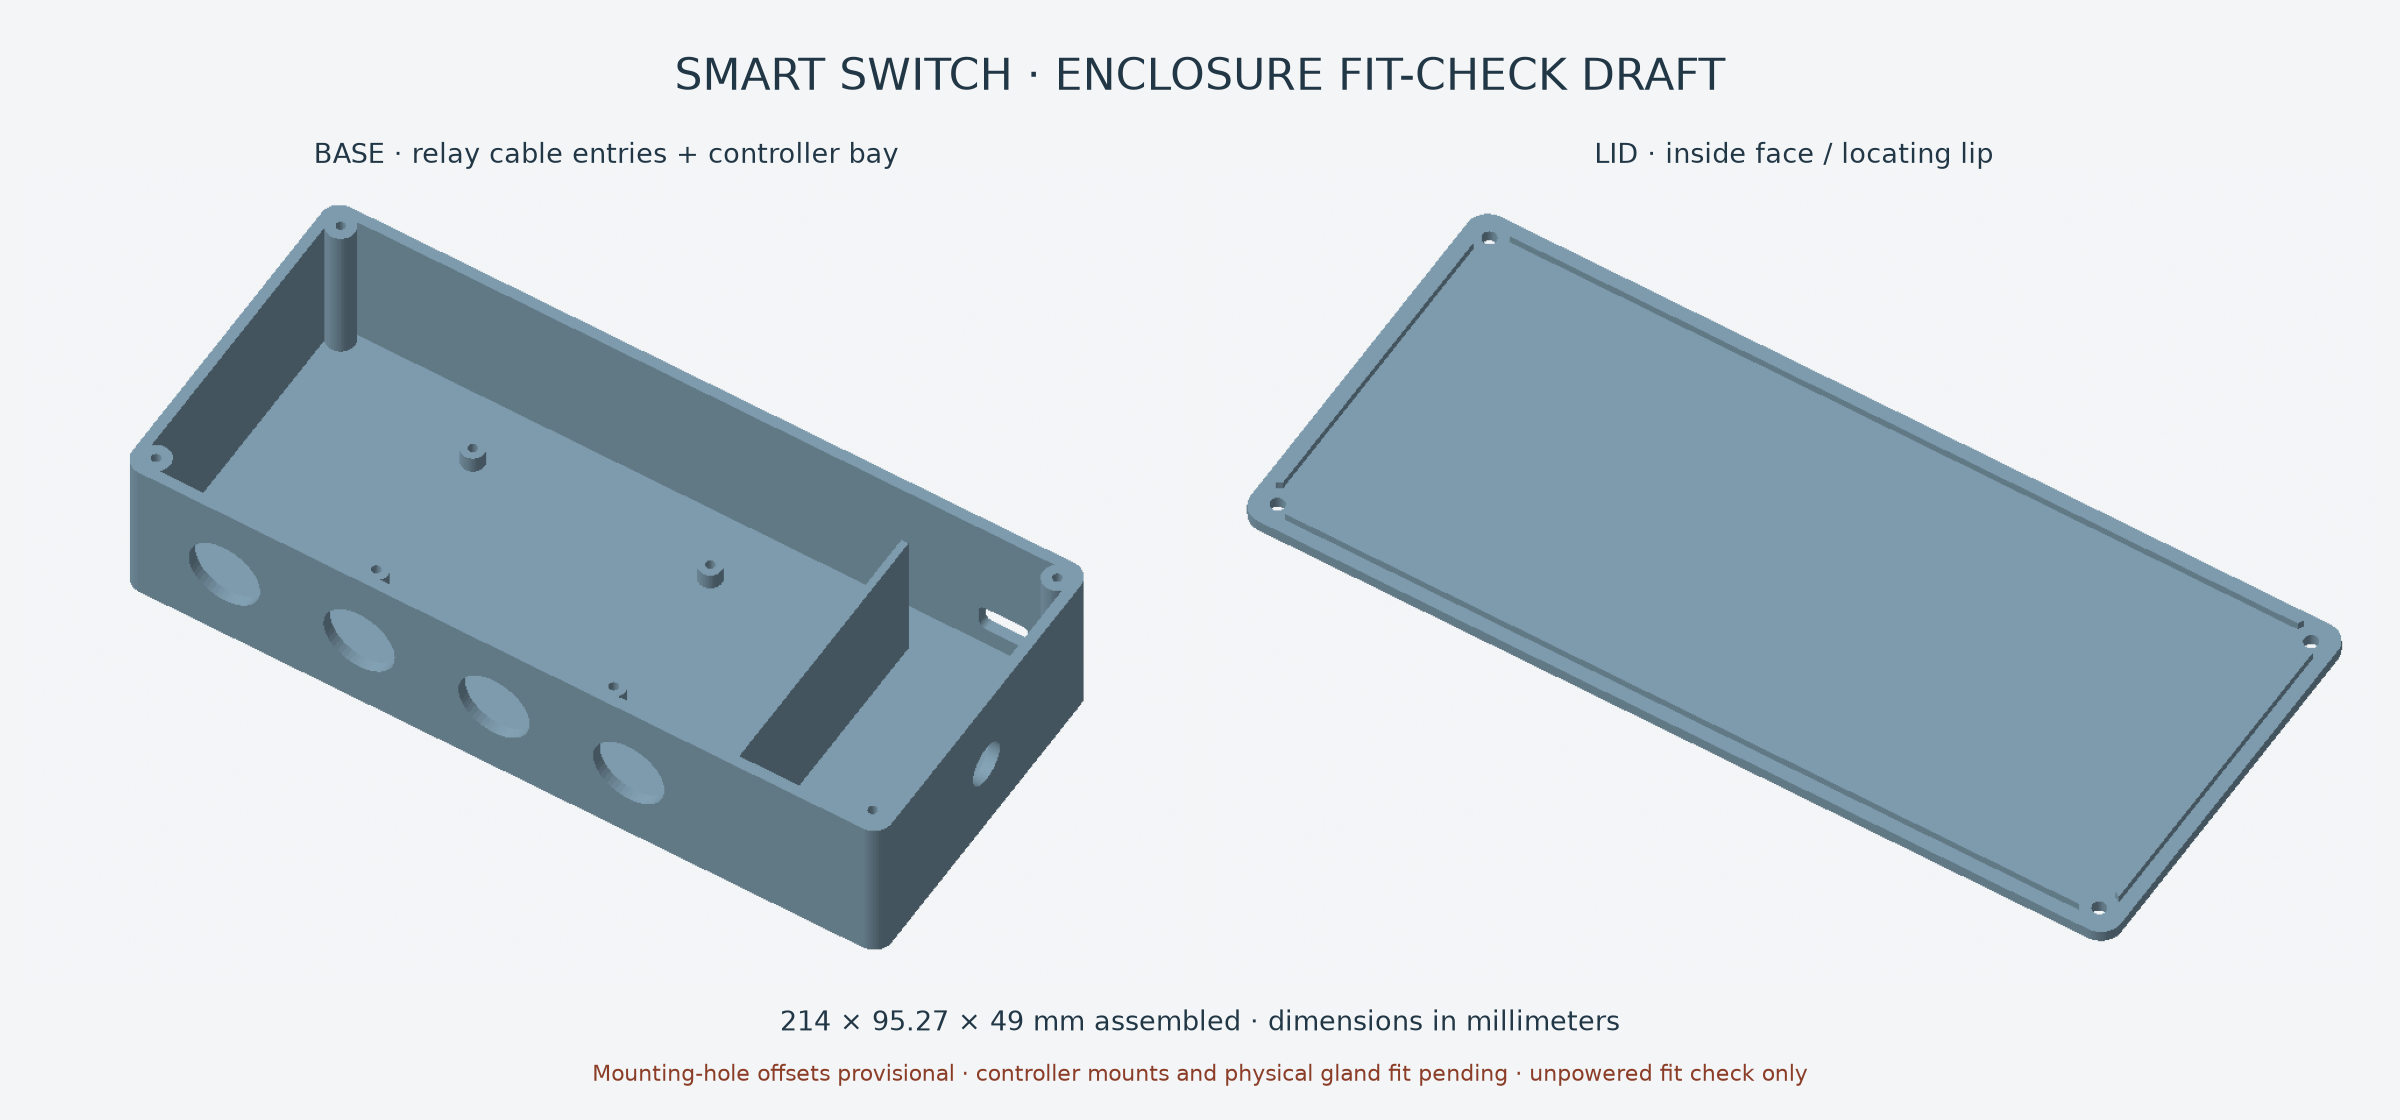 SMART SWITCH · ENCLOSURE FIT-CHECK DRAFT
BASE · relay cable entries + controller bay
LID · inside face / locating lip
214 × 95.27 × 49 mm assembled · dimensions in millimeters
Mounting-hole offsets provisional · controller mounts and physical gland fit pending · unpowered fit check only